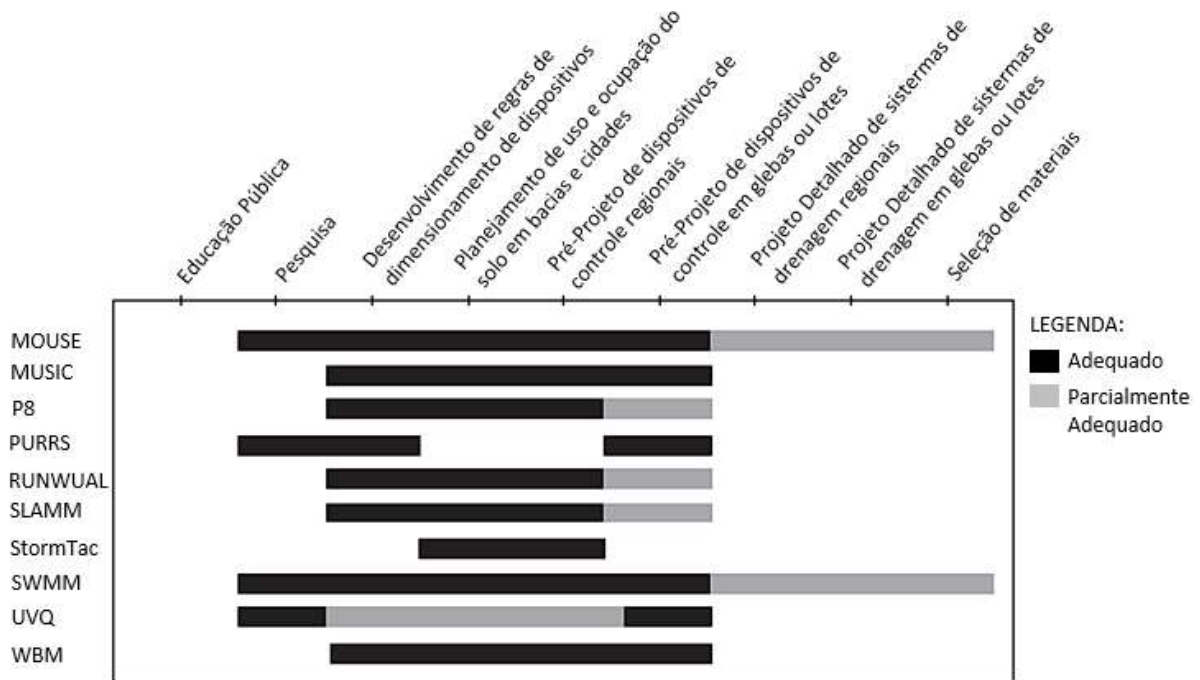 Educação Pública
Pesquisa
Desenvolvimento de regras de
dimensionamento de dispositivos
Planejamento de uso e ocupação do
solo em bacias e cidades
Pré-Projeto de dispositivos de
controle regionais
Pré-Projeto de dispositivos de
controle em glebas ou lotes
Projeto Detalhado de sistermas de
drenagem regionais
Projeto Detalhado de sistermas de
drenagem em glebas ou lotes
Seleção de materiais
MOUSE
MUSIC
P8
PURRS
RUNWUAL
SLAMM
StormTac
SWMM
UVQ
WBM
LEGENDA:
Adequado
Parcialmente
Adequado